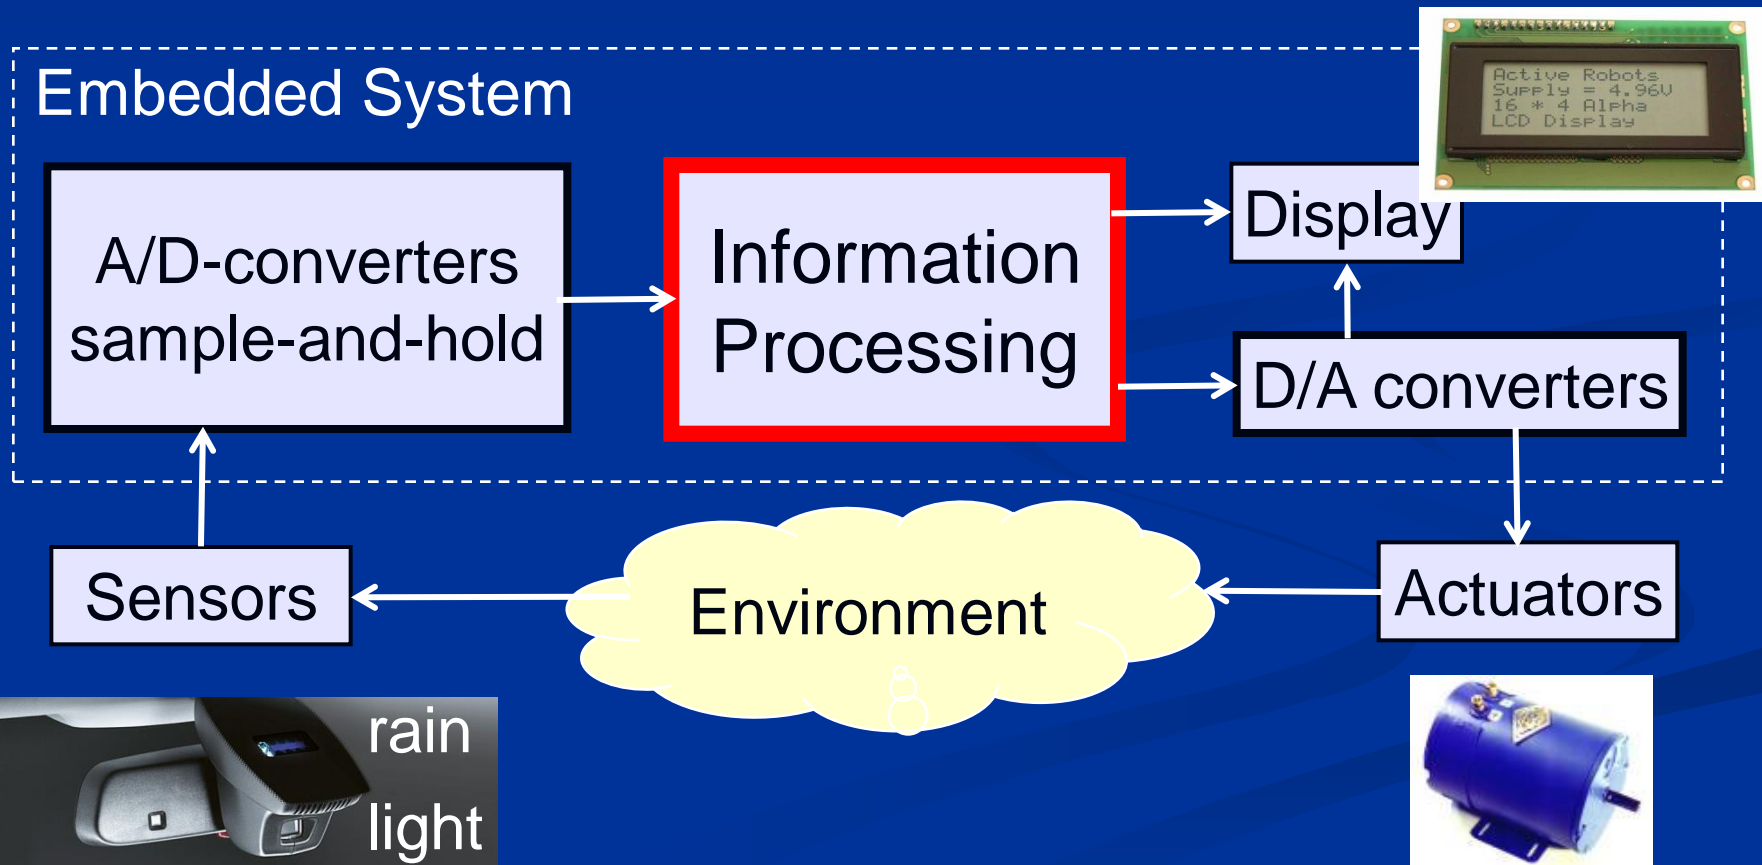 Embedded System
Active Robots
Supply = 4.96V
16 * 4 Alpha
LCD Display
A/D-converters
sample-and-hold
Information
Processing
Display
D/A converters
Sensors
Environment
Actuators
rain
light